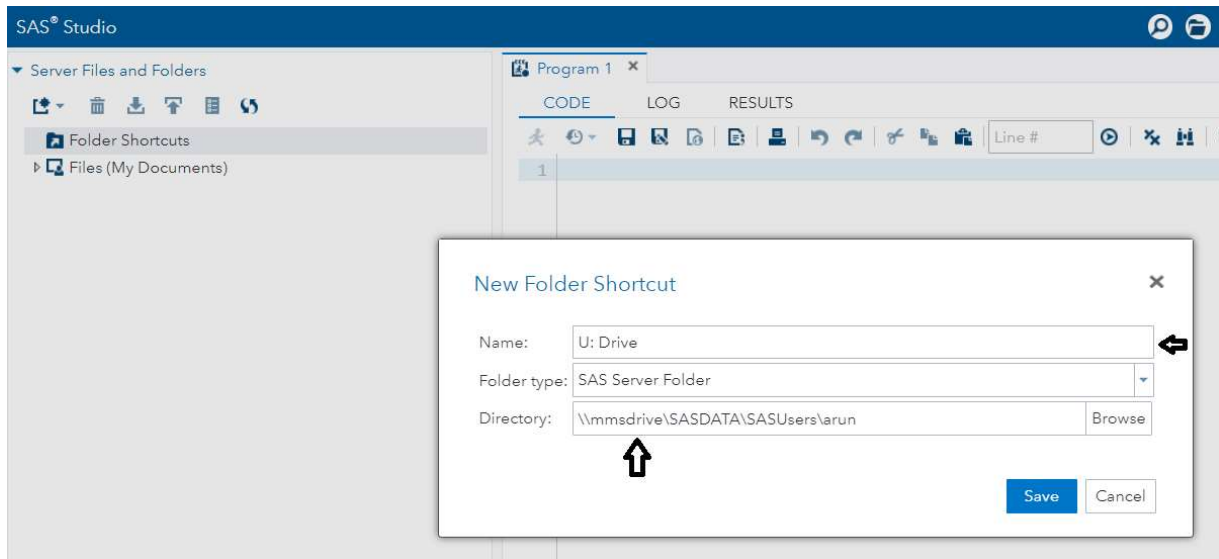 SAS® Studio
Server Files and Folders
Folder Shortcuts
Files (My Documents)
Program 1
CODE LOG RESULTS
Line #
1
New Folder Shortcut
Name: U: Drive
Folder type: SAS Server Folder
Directory: \\mmsdrive\SASDATA\SASUsers\arun Browse
Save Cancel